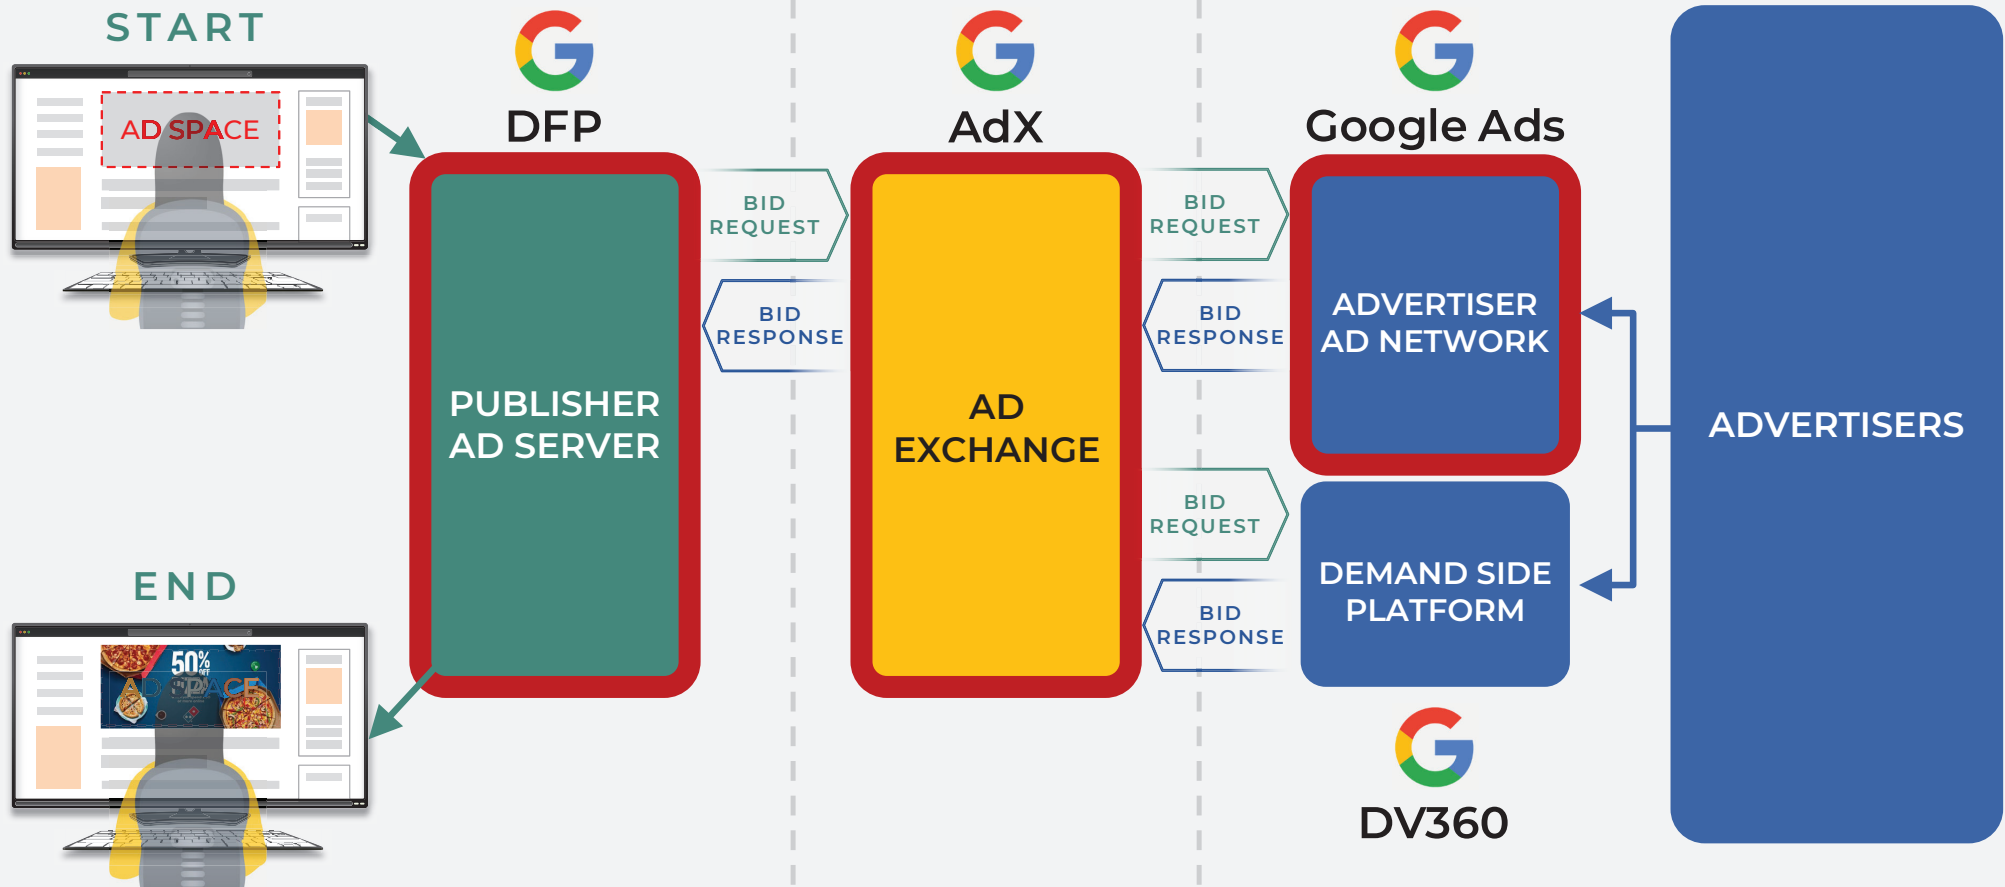 START
AD SPACE
DFP
PUBLISHER
AD SERVER
BID
REQUEST
BID
RESPONSE
AdX
AD
EXCHANGE
BID
REQUEST
BID
RESPONSE
BID
REQUEST
BID
RESPONSE
Google Ads
ADVERTISER
AD NETWORK
DEMAND SIDE
PLATFORM
DV360
ADVERTISERS
END
50%
OFF
AD SPACE